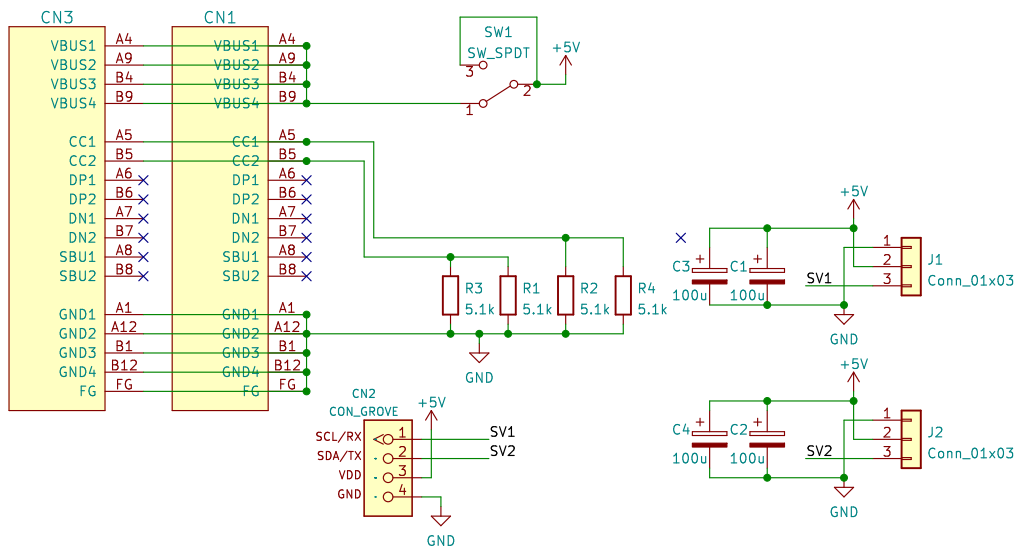 CN3
VBUS1 A4
VBUS2 A9
VBUS3 B4
VBUS4 B9
CC1 A5
CC2 B5
DP1 A6
DP2 B6
DN1 A7
DN2 B7
SBU1 A8
SBU2 B8
GND1 A1
GND2 A12
GND3 B1
GND4 B12
FG FG
CN1
VBUS1 A4
VBUS2 A9
VBUS3 B4
VBUS4 B9
CC1 A5
CC2 B5
DP1 A6
DP2 B6
DN1 A7
DN2 B7
SBU1 A8
SBU2 B8
GND1 A1
GND2 A12
GND3 B1
GND4 B12
FG FG
SW1
SW_SPDT
3
2
1
+5V
R3
5.1k
R1
5.1k
R2
5.1k
R4
5.1k
GND
CN2
CON_GROVE
SCL/RX 1 SV1
SDA/TX 2 SV2
VDD 3
GND 4
+5V
GND
+5V
C3
100u
C1
100u
SV1
1
2
3
J1
Conn_01x03
GND
+5V
C4
100u
C2
100u
SV2
1
2
3
J2
Conn_01x03
GND